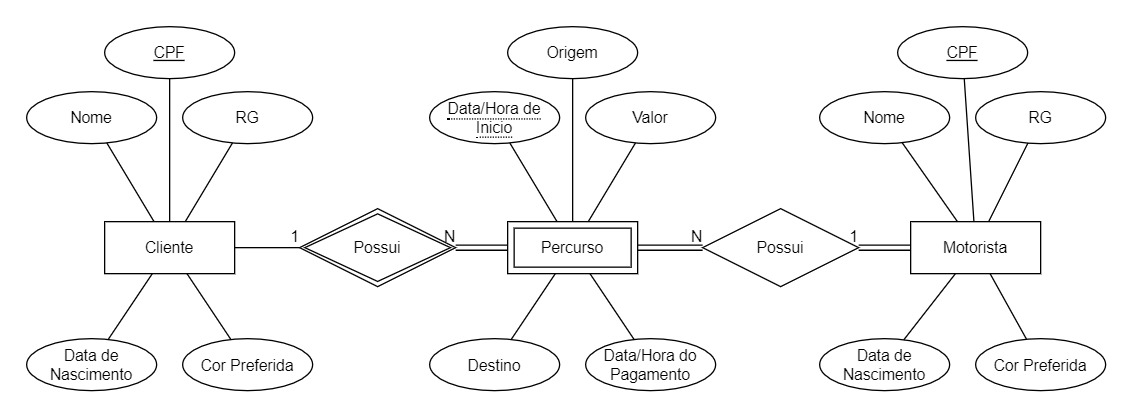 CPF
Origem
CPF
Nome
RG
Data/Hora de
Inicio
Valor
Nome
RG
Cliente
1
Possui
N
Percurso
N
Possui
1
Motorista
Data de
Nascimento
Cor Preferida
Destino
Data/Hora do
Pagamento
Data de
Nascimento
Cor Preferida